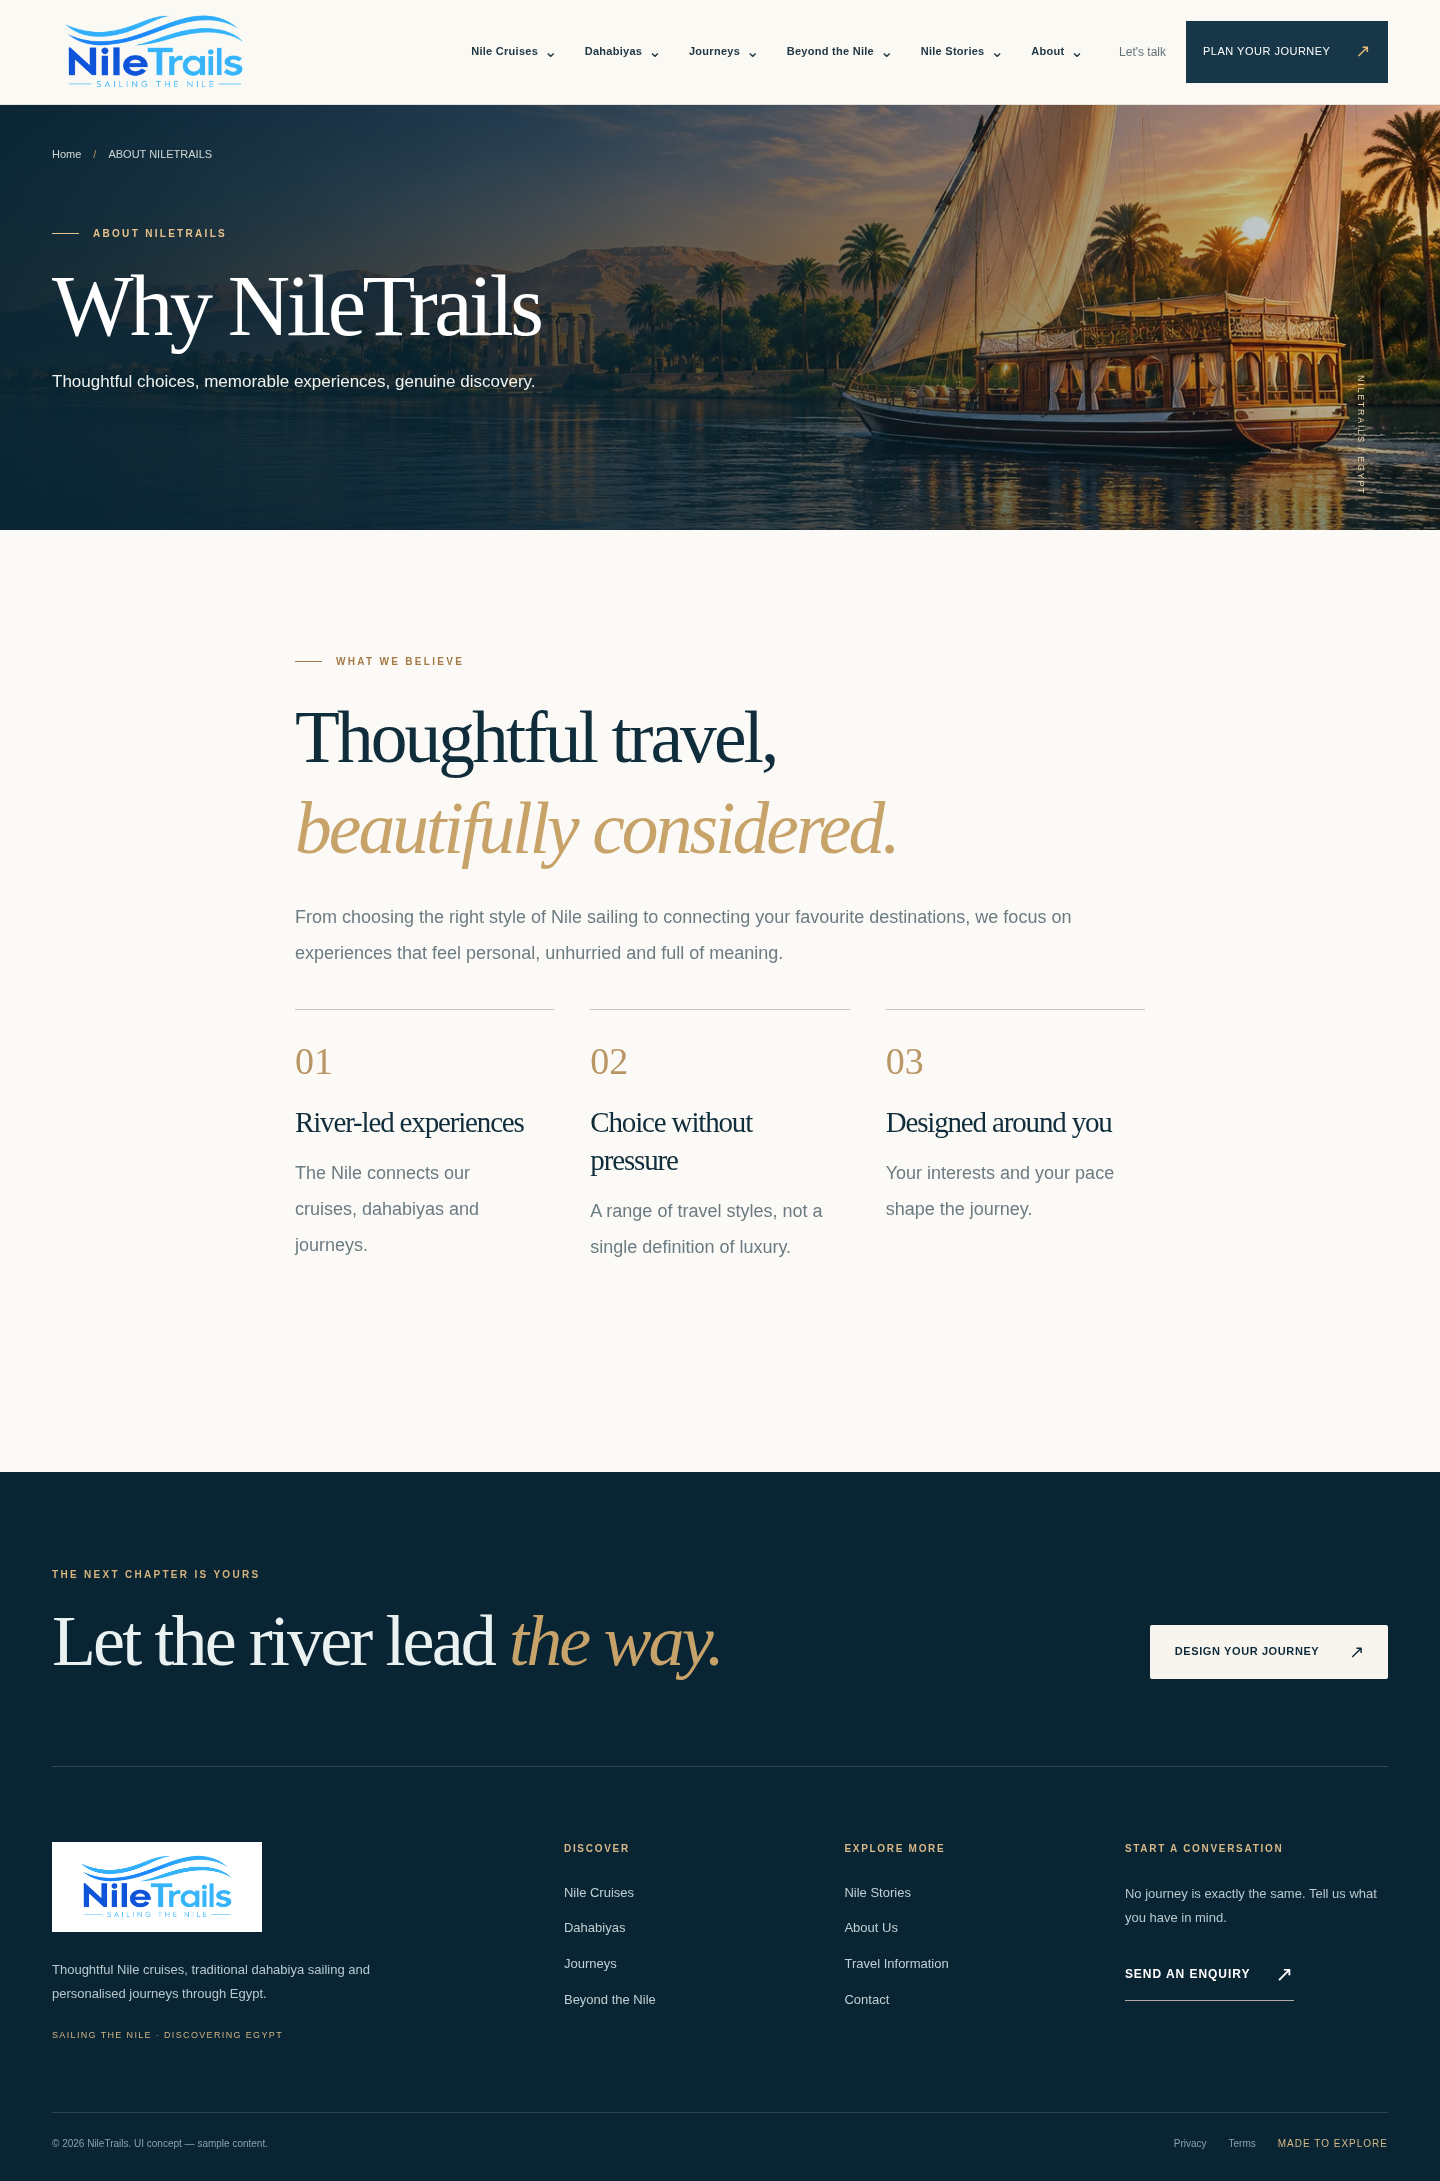 NileTrails
SAILING THE NILE
Nile Cruises
Dahabiyas
Journeys
Beyond the Nile
Nile Stories
About
Let's talk
PLAN YOUR JOURNEY ↗
Home / ABOUT NILETRAILS
ABOUT NILETRAILS
Why NileTrails
Thoughtful choices, memorable experiences, genuine discovery.
NILETRAILS / EGYPT
WHAT WE BELIEVE
Thoughtful travel,
beautifully considered.
From choosing the right style of Nile sailing to connecting your favourite destinations, we focus on
experiences that feel personal, unhurried and full of meaning.
01
River-led experiences
The Nile connects our
cruises, dahabiyas and
journeys.
02
Choice without
pressure
A range of travel styles, not a
single definition of luxury.
03
Designed around you
Your interests and your pace
shape the journey.
THE NEXT CHAPTER IS YOURS
Let the river lead the way.
DESIGN YOUR JOURNEY ↗
NileTrails
SAILING THE NILE
Thoughtful Nile cruises, traditional dahabiya sailing and
personalised journeys through Egypt.
SAILING THE NILE · DISCOVERING EGYPT
DISCOVER
Nile Cruises
Dahabiyas
Journeys
Beyond the Nile
EXPLORE MORE
Nile Stories
About Us
Travel Information
Contact
START A CONVERSATION
No journey is exactly the same. Tell us what
you have in mind.
SEND AN ENQUIRY ↗
© 2026 NileTrails. UI concept — sample content.
Privacy
Terms
MADE TO EXPLORE